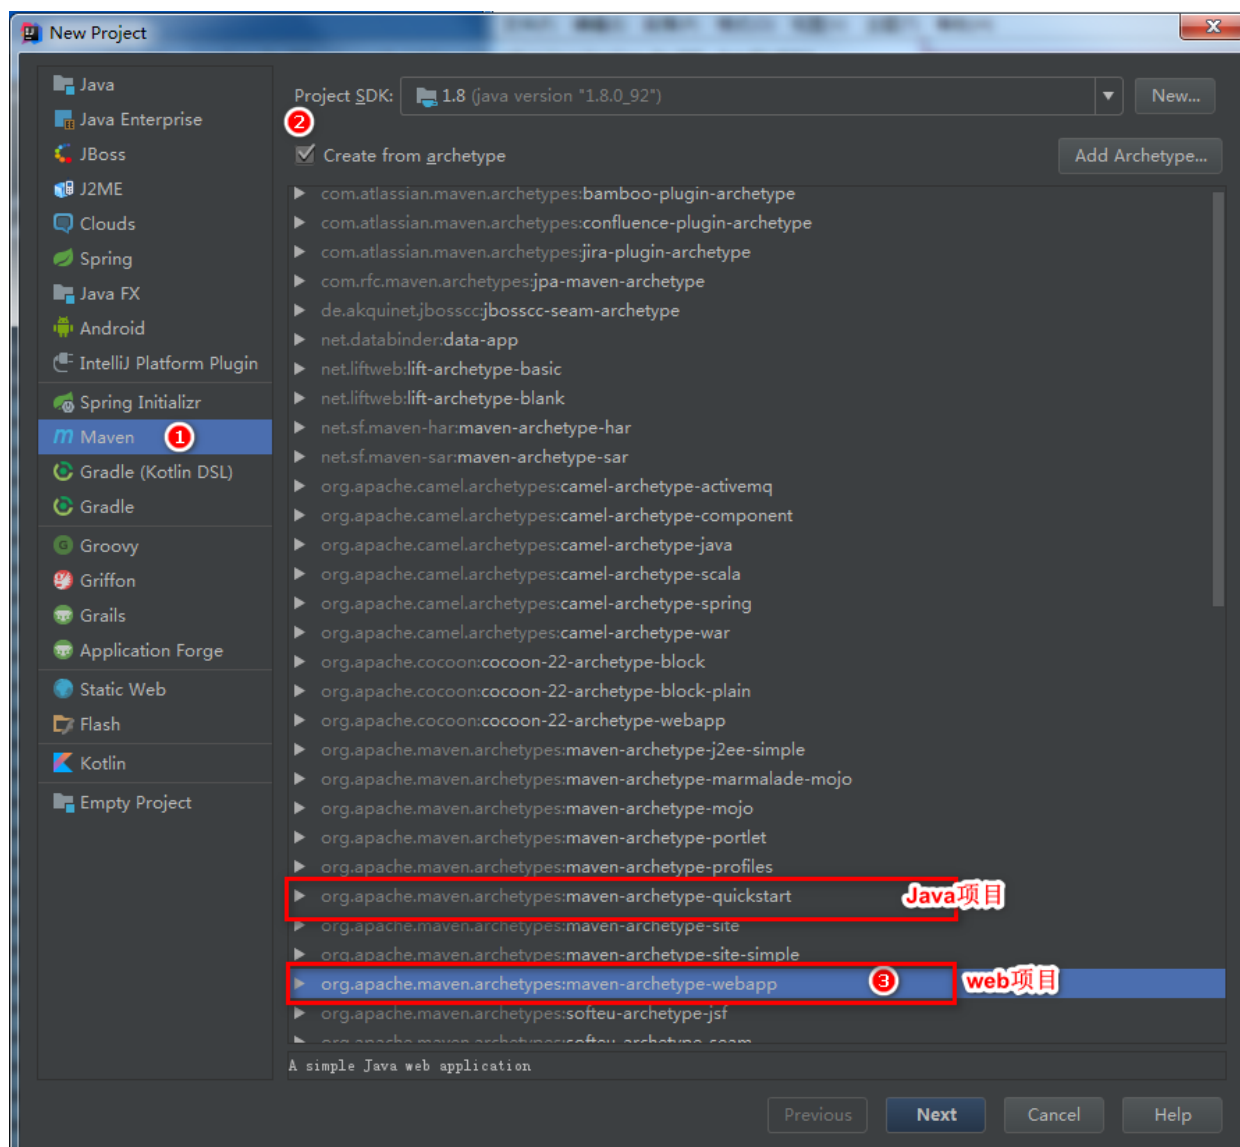 New Project
Java
Java Enterprise
JBoss
J2ME
Clouds
Spring
Java FX
Android
IntelliJ Platform Plugin
Spring Initializr
Maven 1
Gradle (Kotlin DSL)
Gradle
Groovy
Griffon
Grails
Application Forge
Static Web
Flash
Kotlin
Empty Project
Project SDK: 1.8 (java version "1.8.0_92") New...
2
Create from archetype Add Archetype...
com.atlassian.maven.archetypes:bamboo-plugin-archetype
com.atlassian.maven.archetypes:confluence-plugin-archetype
com.atlassian.maven.archetypes:jira-plugin-archetype
com.rfc.maven.archetypes:jpa-maven-archetype
de.akquinet.jbosscc:jbosscc-seam-archetype
net.databinder:data-app
net.liftweb:lift-archetype-basic
net.liftweb:lift-archetype-blank
net.sf.maven-har:maven-archetype-har
net.sf.maven-sar:maven-archetype-sar
org.apache.camel.archetypes:camel-archetype-activemq
org.apache.camel.archetypes:camel-archetype-component
org.apache.camel.archetypes:camel-archetype-java
org.apache.camel.archetypes:camel-archetype-scala
org.apache.camel.archetypes:camel-archetype-spring
org.apache.camel.archetypes:camel-archetype-war
org.apache.cocoon:cocoon-22-archetype-block
org.apache.cocoon:cocoon-22-archetype-block-plain
org.apache.cocoon:cocoon-22-archetype-webapp
org.apache.maven.archetypes:maven-archetype-j2ee-simple
org.apache.maven.archetypes:maven-archetype-marmalade-mojo
org.apache.maven.archetypes:maven-archetype-mojo
org.apache.maven.archetypes:maven-archetype-portlet
org.apache.maven.archetypes:maven-archetype-profiles
org.apache.maven.archetypes:maven-archetype-quickstart Java项目
org.apache.maven.archetypes:maven-archetype-site
org.apache.maven.archetypes:maven-archetype-site-simple
org.apache.maven.archetypes:maven-archetype-webapp 3 web项目
org.apache.maven.archetypes:softeu-archetype-jsf
org.apache.maven.archetypes:softeu-archetype-seam
A simple Java web application
Previous Next Cancel Help